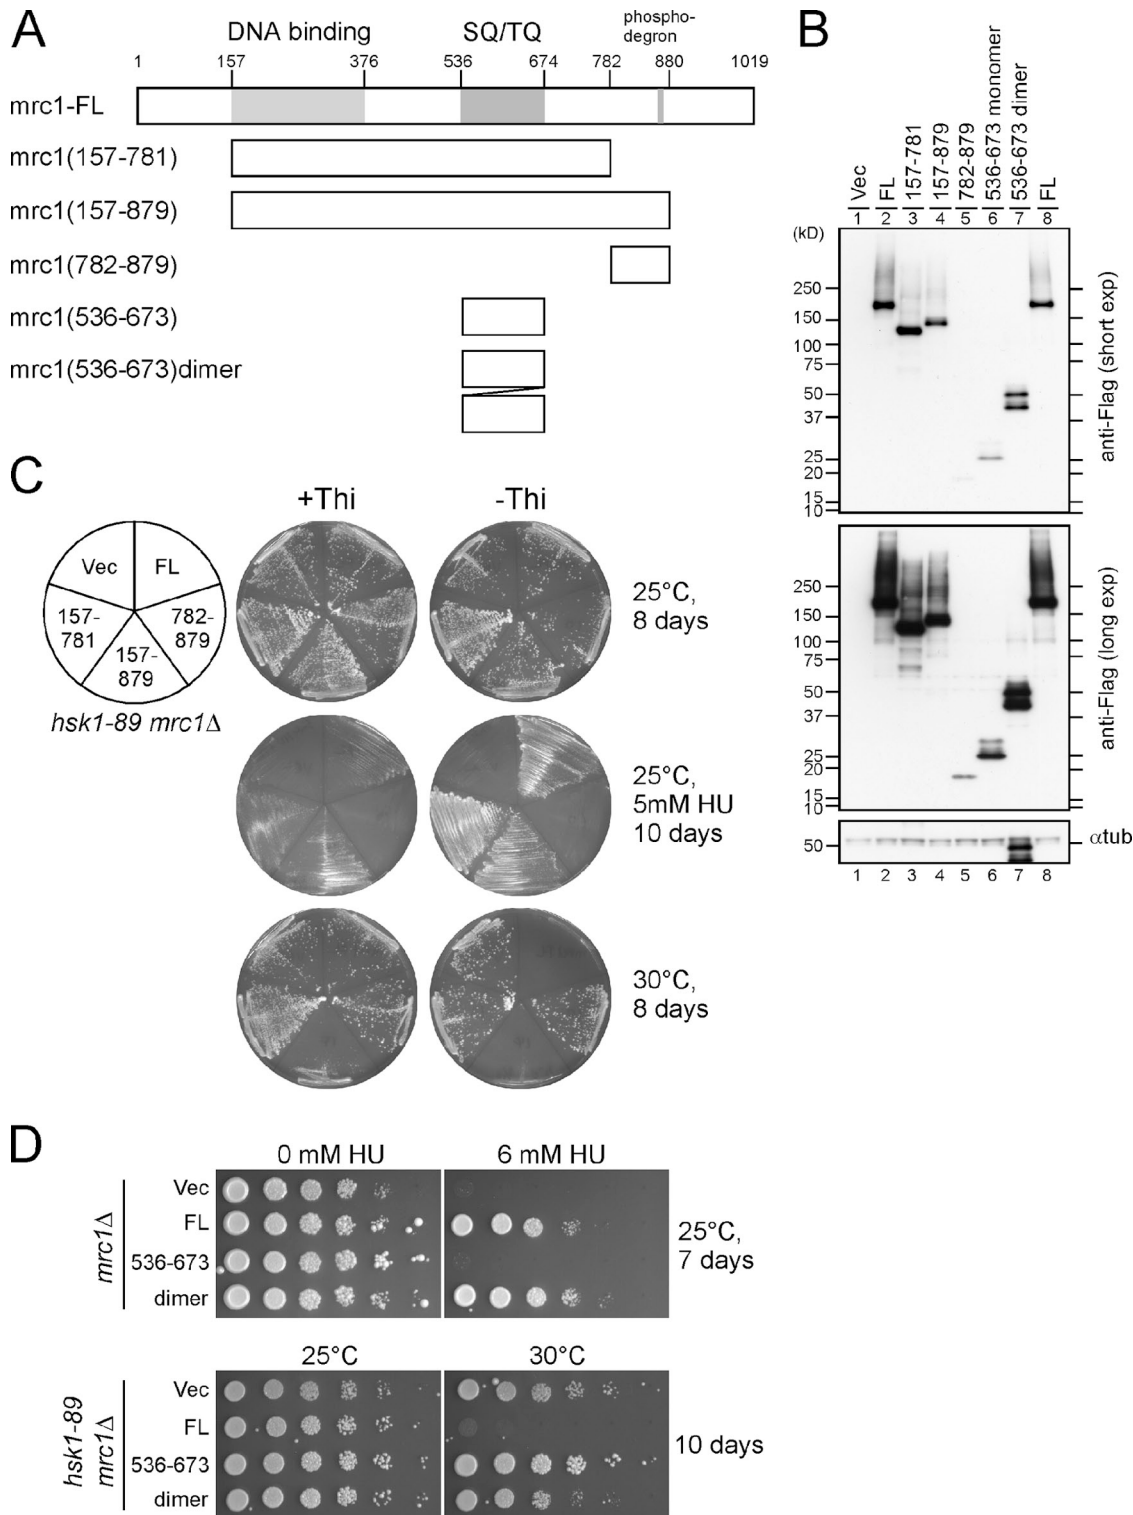 A
DNA binding
SQ/TQ
phospho-
degron
1
157
376
536
674
782
880
1019
mrc1-FL
mrc1(157-781)
mrc1(157-879)
mrc1(782-879)
mrc1(536-673)
mrc1(536-673)dimer
B
Vec
FL
157-781
157-879
782-879
536-673 monomer
536-673 dimer
FL
1 2 3 4 5 6 7 8
(kD)
250
150
100
75
50
37
25
20
15
10
anti-Flag (short exp)
250
150
100
75
50
37
25
20
15
10
anti-Flag (long exp)
50
αtub
1 2 3 4 5 6 7 8
C
+Thi
-Thi
Vec
FL
157-
781
157-
879
782-
879
hsk1-89 mrc1Δ
25°C,
8 days
25°C,
5mM HU
10 days
30°C,
8 days
D
0 mM HU
6 mM HU
mrc1Δ
Vec
FL
536-673
dimer
25°C,
7 days
25°C
30°C
hsk1-89
mrc1Δ
Vec
FL
536-673
dimer
10 days